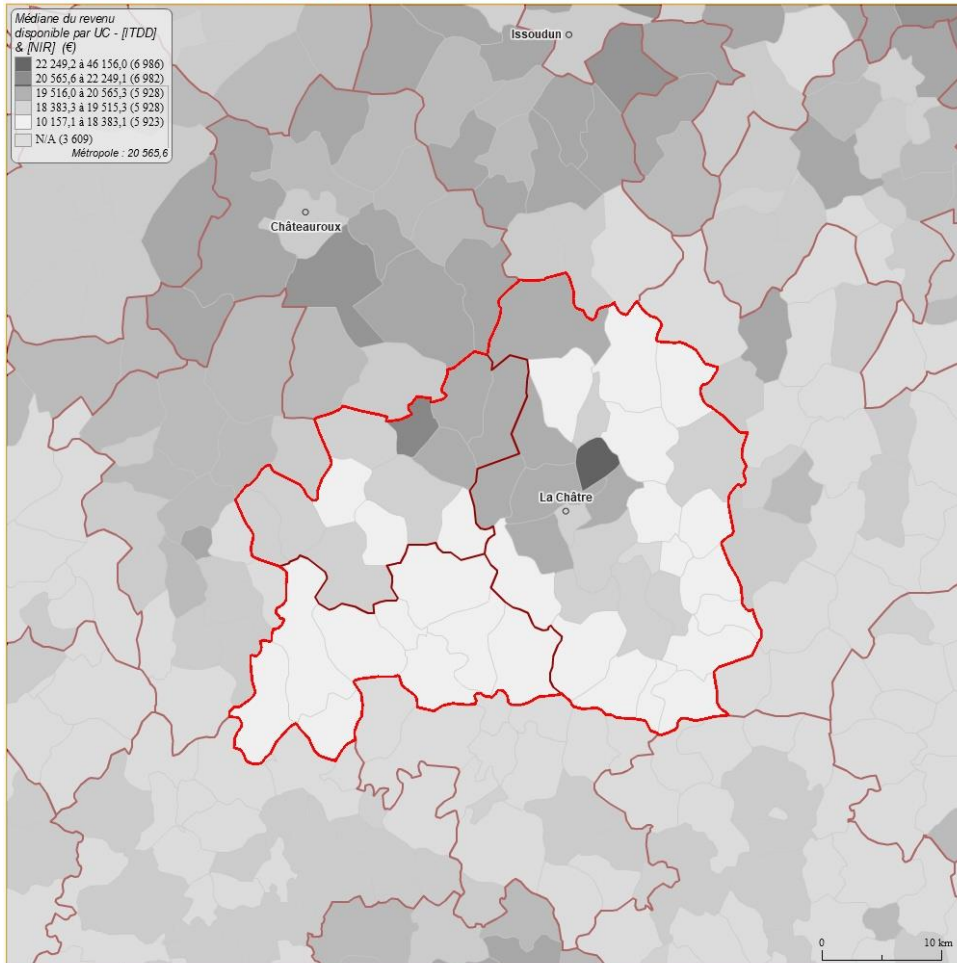 Médiane du revenu
disponible par UC - [ITDD]
& [NIR] (€)
22 249,2 à 46 156,0 (6 986)
20 565,6 à 22 249,1 (6 982)
19 516,0 à 20 565,3 (5 928)
18 383,3 à 19 515,3 (5 928)
10 157,1 à 18 383,1 (5 923)
N/A (3 609)
Métropole : 20 565,6
Issoudun
Châteauroux
La Châtre
0 10 km